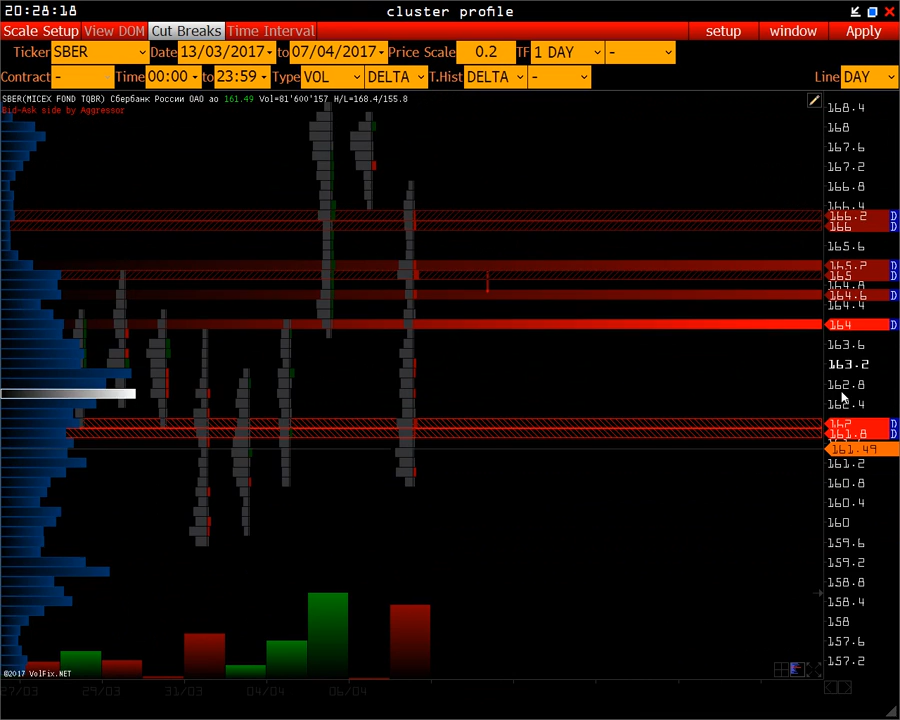 20:28:18 cluster profile
Scale Setup View DOM Cut Breaks Time Interval setup window Apply
Ticker SBER Date 13/03/2017 to 07/04/2017 Price Scale 0.2 TF 1 DAY -
Contract - Time 00:00 to 23:59 Type VOL DELTA T.Hist DELTA - Line DAY
SBER(MICEX FOND TQBR) Сбербанк России ОАО ао 161.49 Vol=81'600'157 H/L=168.4/155.8
Bid-Ask side by Aggressor
168.4
168
167.6
167.2
166.8
166.4
166.2 D
166 D
165.6
165.2 D
165 D
164.8
164.6 D
164.4
164 D
163.6
163.2
162.8
162.4
162 D
161.8 D
161.49
161.2
160.8
160.4
160
159.6
159.2
158.8
158.4
158
157.6
157.2
©2017 VolFix.NET
27/03 29/03 31/03 04/04 06/04